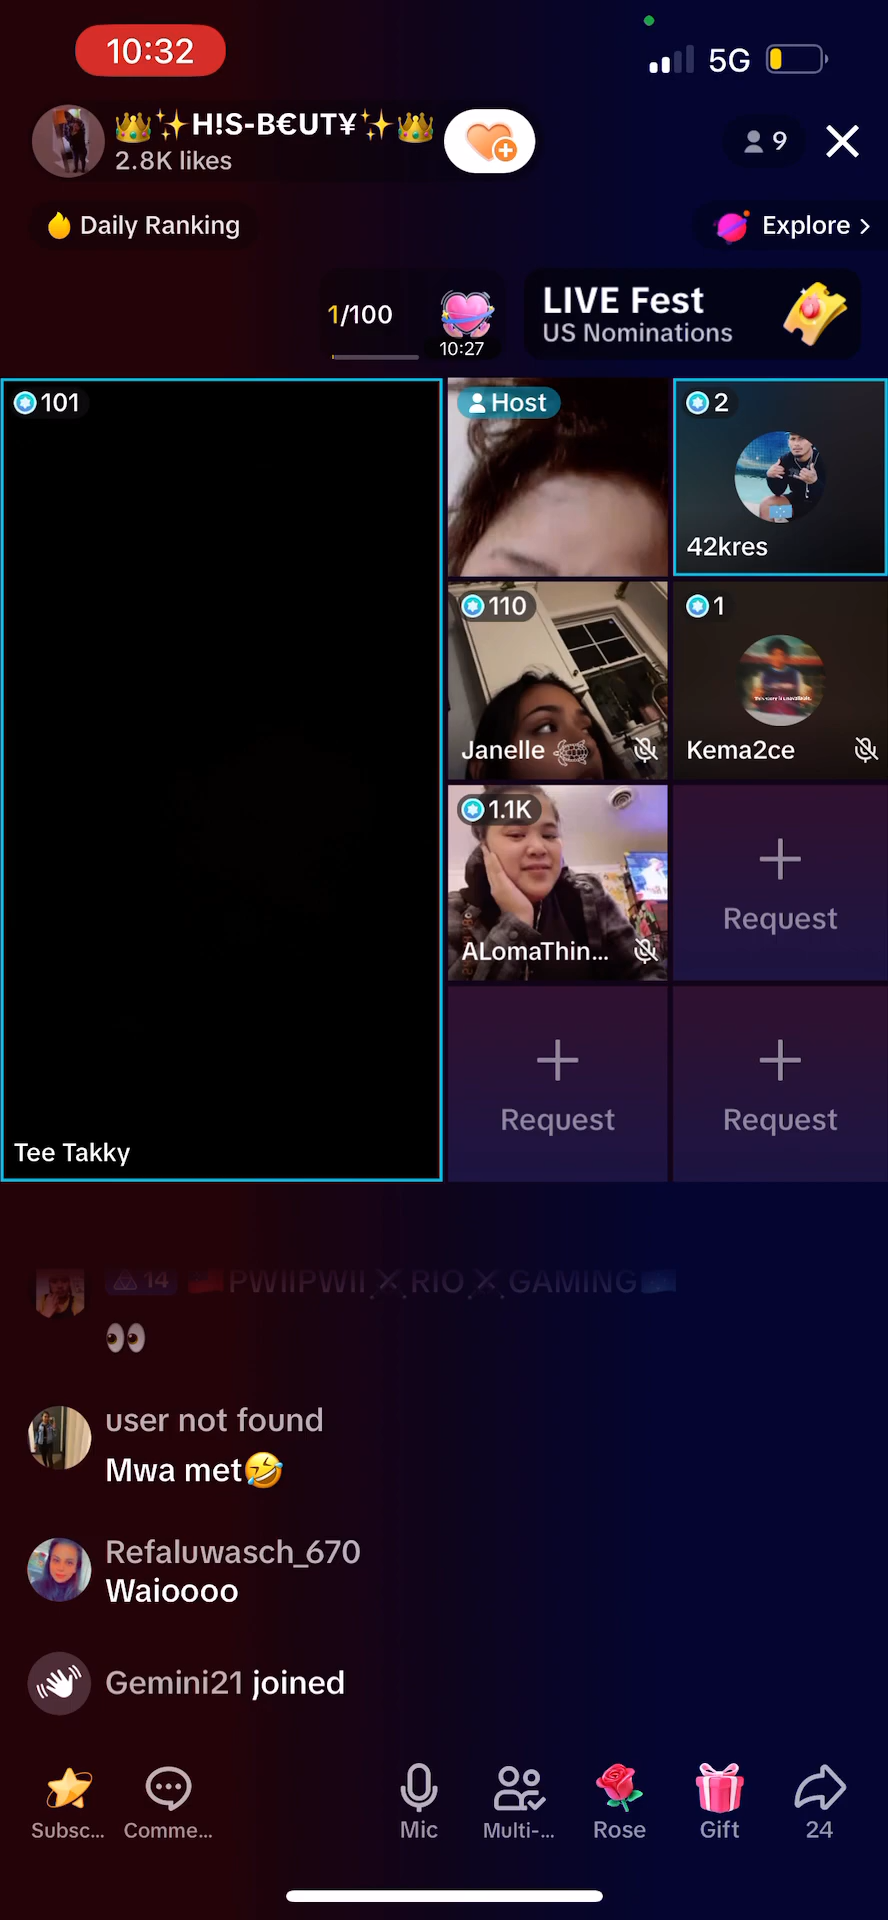 10:32
5G
👑✨H!S-B€UT¥✨👑
2.8K likes
9
Daily Ranking
Explore >
1/100
10:27
LIVE Fest
US Nominations
101
Host
2
42kres
110
Janelle
1
Kema2ce
1.1K
ALomaThin...
Request
Request
Request
Tee Takky
14 PWIIPWII⚔RIO⚔GAMING
👀
user not found
Mwa met🤣
Refaluwasch_670
Waioooo
Gemini21 joined
Subsc...
Comme...
Mic
Multi-...
Rose
Gift
24